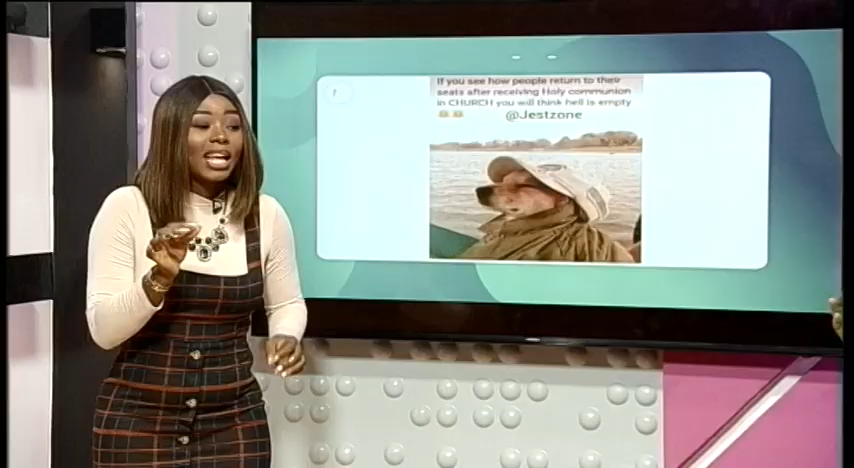 If you see how people return to their
seats after receiving Holy communion
in CHURCH you will think hell is empty
@Jestzone